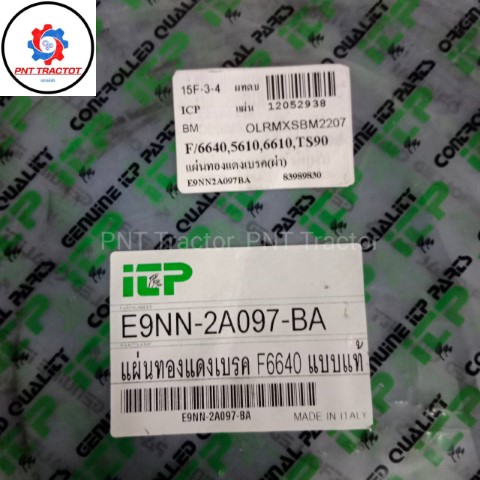 PNT TRACTOT
15F-3-4
ICP แผ่น 12052938
BM OLRMXSBM2207
F/6640,5610,6610,TS90
แผ่นทองแดงเบรค(ผ่า)
E9NN2A097BA 83989830
PNT Tractor PNT Tractor
ICP
E9NN-2A097-BA
แผ่นทองแดงเบรค F6640 แบบแท้
E9NN-2A097-BA
MADE IN ITALY
GENUINE ICP PARTS
CONTROLLED QUALITY
ORIGINAL PARTS